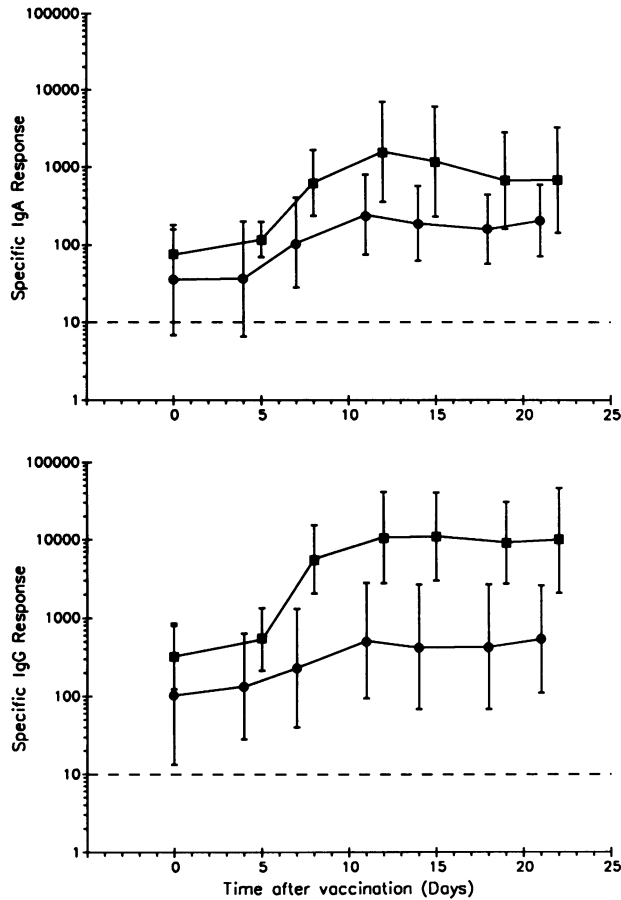 100000
10000
1000
100
10
1
Specific IgA Response
0 5 10 15 20 25
100000
10000
1000
100
10
1
Specific IgG Response
0 5 10 15 20 25
Time after vaccination (Days)